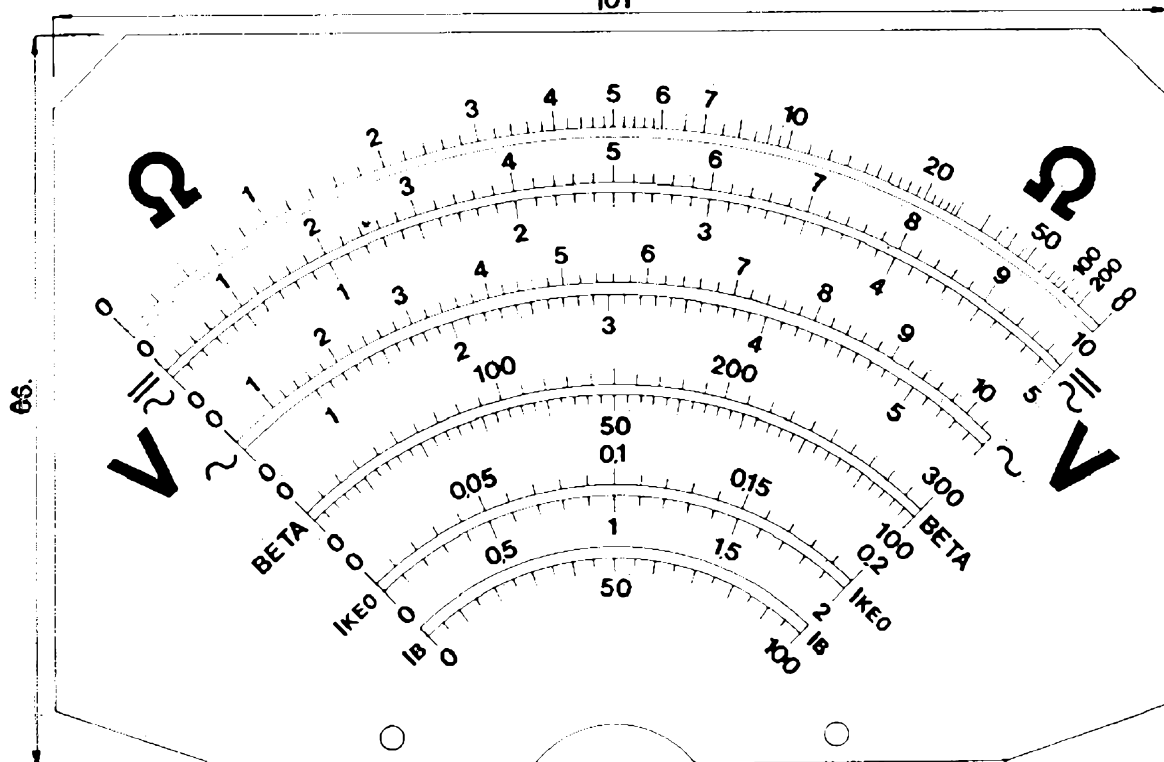 101
66.
Ω Ω
0 1 2 3 4 5 6 7 10 20 50 100 200 ∞
0 1 2 3 4 5 6 7 8 9 10
V ≂ 0 1 2 3 4 5 ≂ V
0 1 2 3 4 5 6 7 8 9 10
~ 0 1 2 3 4 5 ~
0 100 200 300
BETA 0 50 100 BETA
0 0.05 0.1 0.15 0.2
IKEO 0 0.5 1 1.5 2 IKEO
IB 0 50 100 IB